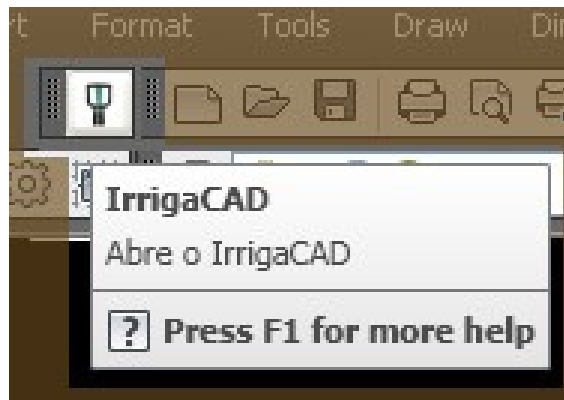 Format Tools Draw
IrrigaCAD
Abre o IrrigaCAD
? Press F1 for more help